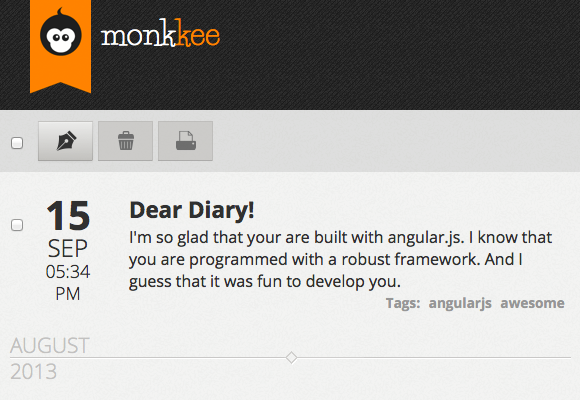 monkkee
15
SEP
05:34
PM
Dear Diary!
I'm so glad that your are built with angular.js. I know that
you are programmed with a robust framework. And I
guess that it was fun to develop you.
Tags: angularjs awesome
AUGUST
2013